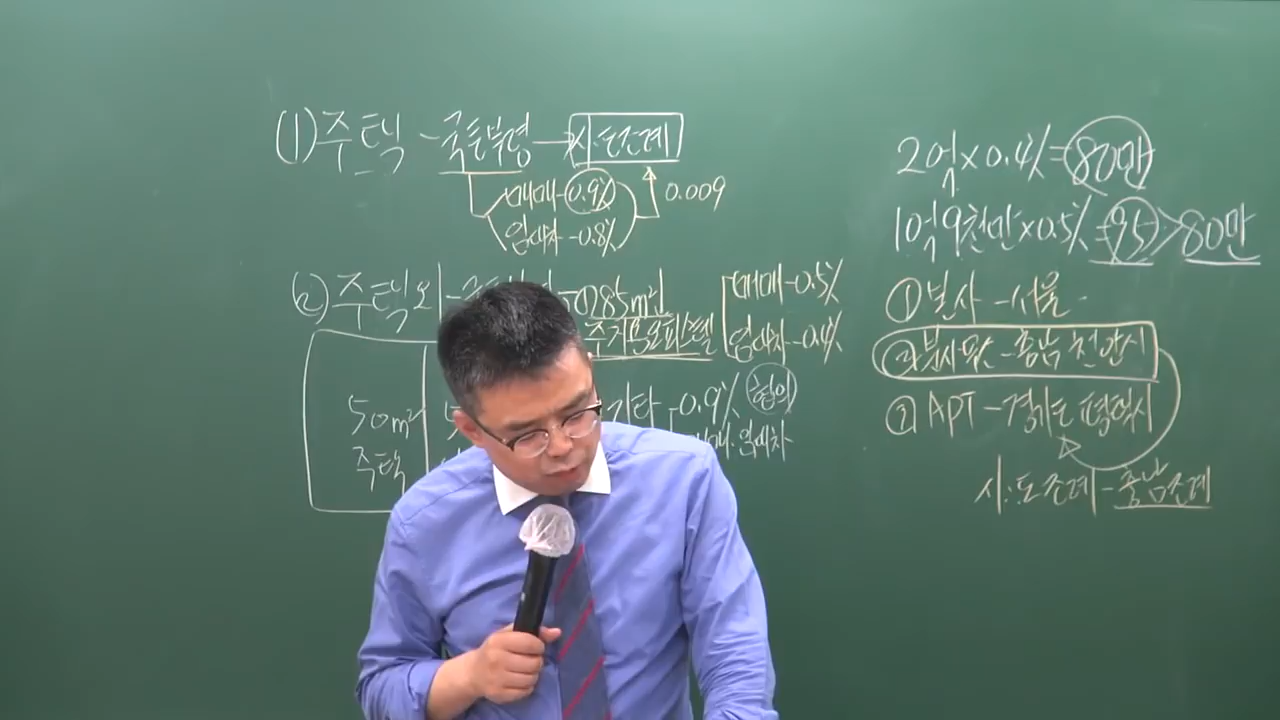 (1) 주택 - 국토부령 → 시·도조례
매매 - 0.9%
임대차 - 0.8%
0.009
(2) 주택외
① 85m²↓
주거용오피스텔
매매 - 0.5%
임대차 - 0.4%
50m²
주택
기타 - 0.9% 협의
임대차
2억 × 0.4% = 80만
1억9천만 × 0.5% = 95 > 80만
① 본사 - 서울
② 분사무소 - 충남 천안시
③ APT - 경기도 평택시
시·도조례 - 충남조례